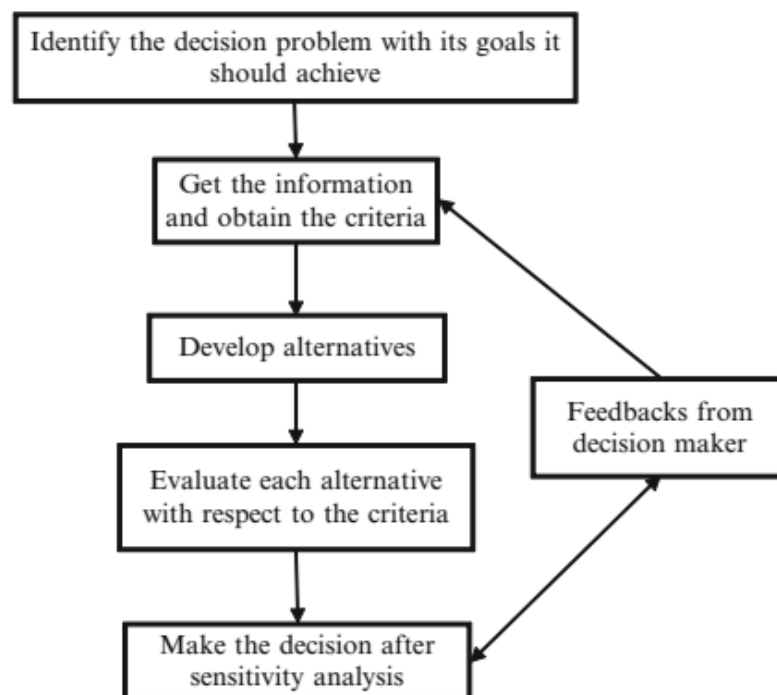 Identify the decision problem with its goals it
should achieve
Get the information
and obtain the criteria
Develop alternatives
Feedbacks from
decision maker
Evaluate each alternative
with respect to the criteria
Make the decision after
sensitivity analysis